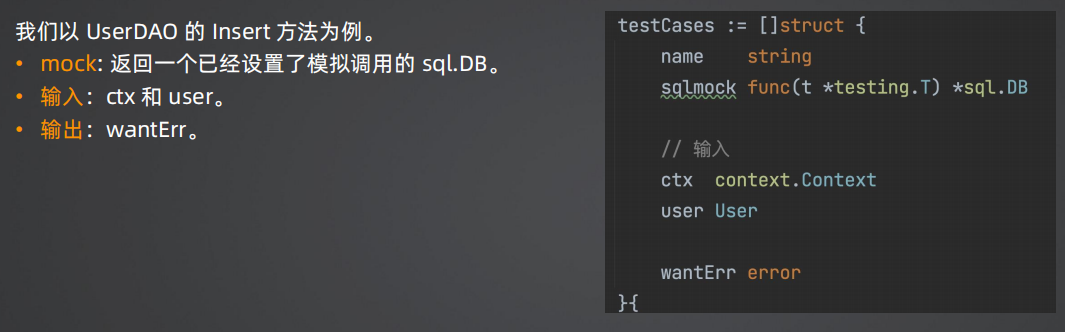 我们以 UserDAO 的 Insert 方法为例。
• mock: 返回一个已经设置了模拟调用的 sql.DB。
• 输入：ctx 和 user。
• 输出：wantErr。
testCases := []struct {
    name    string
    sqlmock func(t *testing.T) *sql.DB
    // 输入
    ctx  context.Context
    user User
    wantErr error
}{